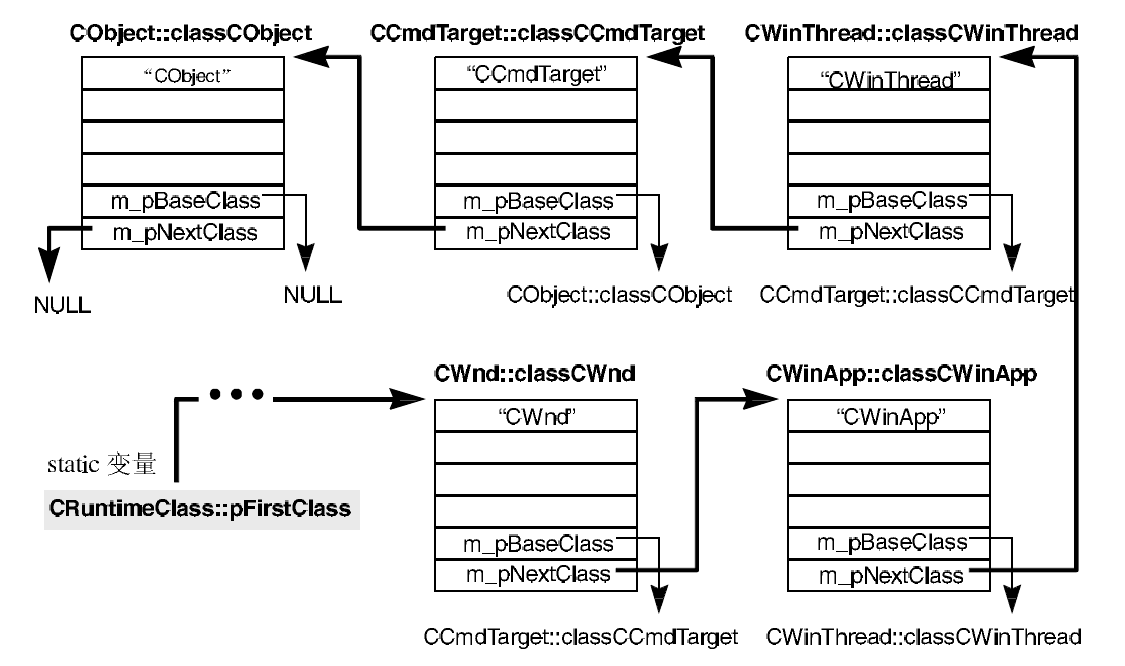 CObject::classCObject
CCmdTarget::classCCmdTarget
CWinThread::classCWinThread
“CObject”
“CCmdTarget”
“CWinThread”
m_pBaseClass
m_pBaseClass
m_pBaseClass
m_pNextClass
m_pNextClass
m_pNextClass
NULL
NULL
CObject::classCObject
CCmdTarget::classCCmdTarget
CWnd::classCWnd
CWinApp::classCWinApp
“CWnd”
“CWinApp”
static 变量
CRuntimeClass::pFirstClass
m_pBaseClass
m_pBaseClass
m_pNextClass
m_pNextClass
CCmdTarget::classCCmdTarget
CWinThread::classCWinThread